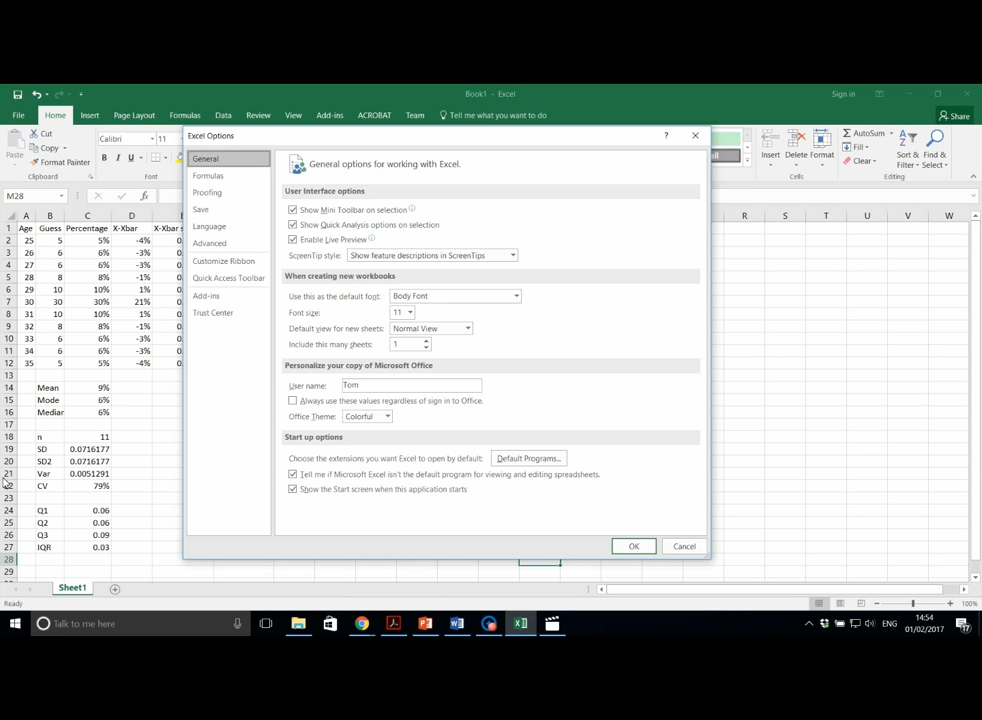 Book1 - Excel
Sign in
File Home Insert Page Layout Formulas Data Review View Add-ins ACROBAT Team Tell me what you want to do Share
Paste
Cut
Copy
Format Painter
Clipboard
Calibri 11
B I U
Font
Insert Delete Format
Cells
AutoSum
Fill
Clear
Sort & Filter
Find & Select
Editing
M28
fx
A B C D E R S T U V W
1 Age Guess Percentage X-Xbar X-Xbar s
2 25 5 5% -4% 0.
3 26 6 6% -3% 0.
4 27 6 6% -3% 0.
5 28 8 8% -1% 0.
6 29 10 10% 1% 0.
7 30 30 30% 21% 0.
8 31 10 10% 1% 0.
9 32 8 8% -1% 0.
10 33 6 6% -3% 0.
11 34 6 6% -3% 0.
12 35 5 5% -4% 0.
13
14 Mean 9%
15 Mode 6%
16 Median 6%
17
18 n 11
19 SD 0.0716177
20 SD2 0.0716177
21 Var 0.0051291
22 CV 79%
23
24 Q1 0.06
25 Q2 0.06
26 Q3 0.09
27 IQR 0.03
28
29
Excel Options
?
General
Formulas
Proofing
Save
Language
Advanced
Customize Ribbon
Quick Access Toolbar
Add-ins
Trust Center
General options for working with Excel.
User Interface options
Show Mini Toolbar on selection
Show Quick Analysis options on selection
Enable Live Preview
ScreenTip style: Show feature descriptions in ScreenTips
When creating new workbooks
Use this as the default font: Body Font
Font size: 11
Default view for new sheets: Normal View
Include this many sheets: 1
Personalize your copy of Microsoft Office
User name: Tom
Always use these values regardless of sign in to Office.
Office Theme: Colorful
Start up options
Choose the extensions you want Excel to open by default: Default Programs...
Tell me if Microsoft Excel isn't the default program for viewing and editing spreadsheets.
Show the Start screen when this application starts
OK Cancel
Sheet1
Ready
100%
Talk to me here
ENG
14:54
01/02/2017
17